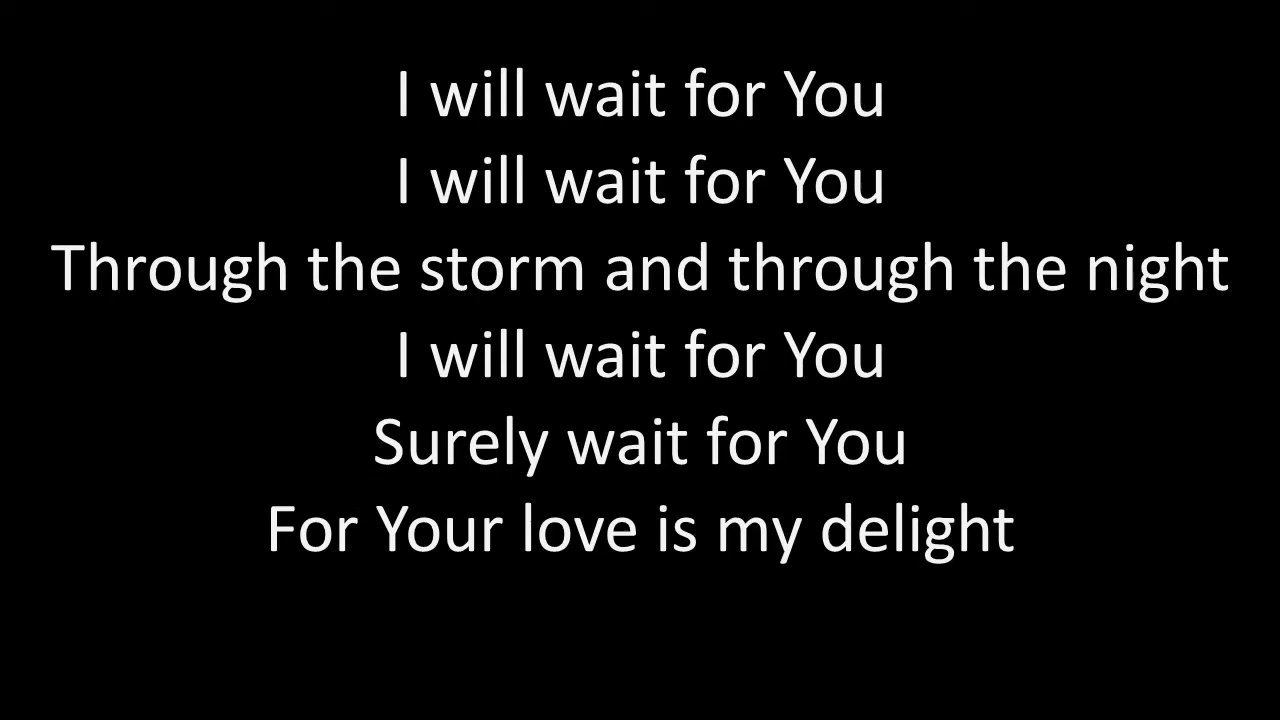 I will wait for You
I will wait for You
Through the storm and through the night
I will wait for You
Surely wait for You
For Your love is my delight